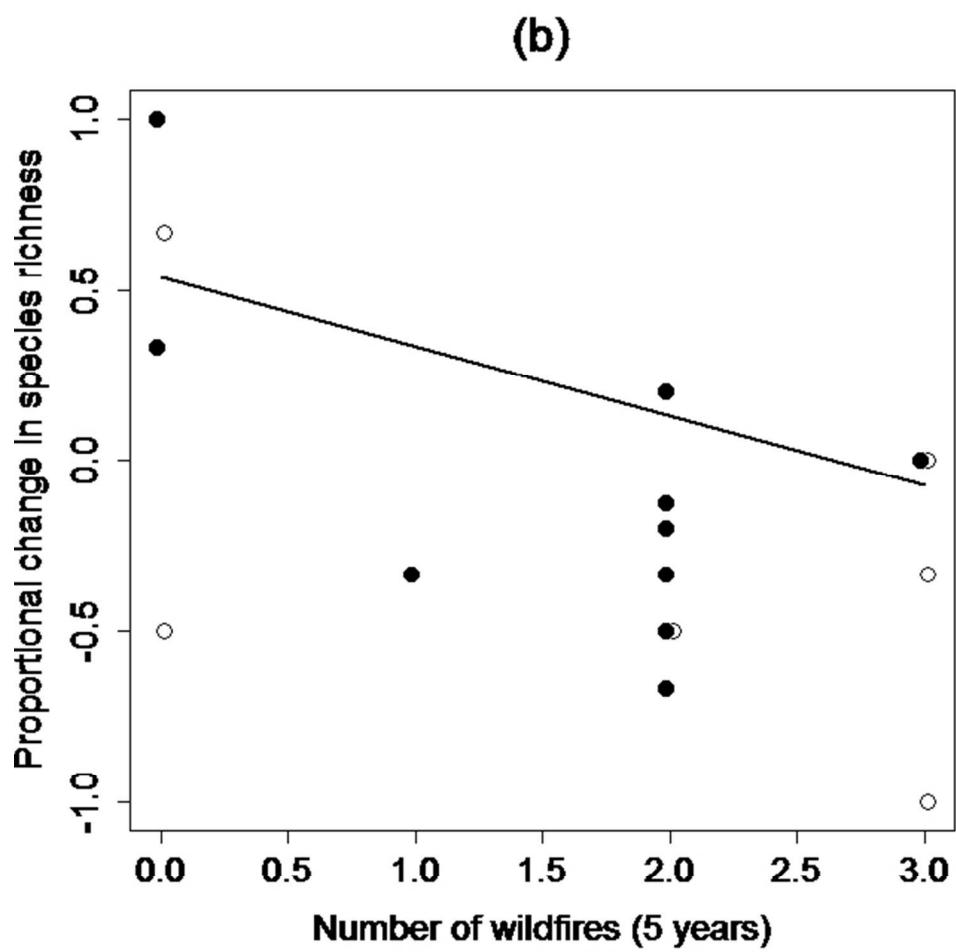 (b)
Proportional change in species richness
1.0
0.5
0.0
-0.5
-1.0
0.0 0.5 1.0 1.5 2.0 2.5 3.0
Number of wildfires (5 years)